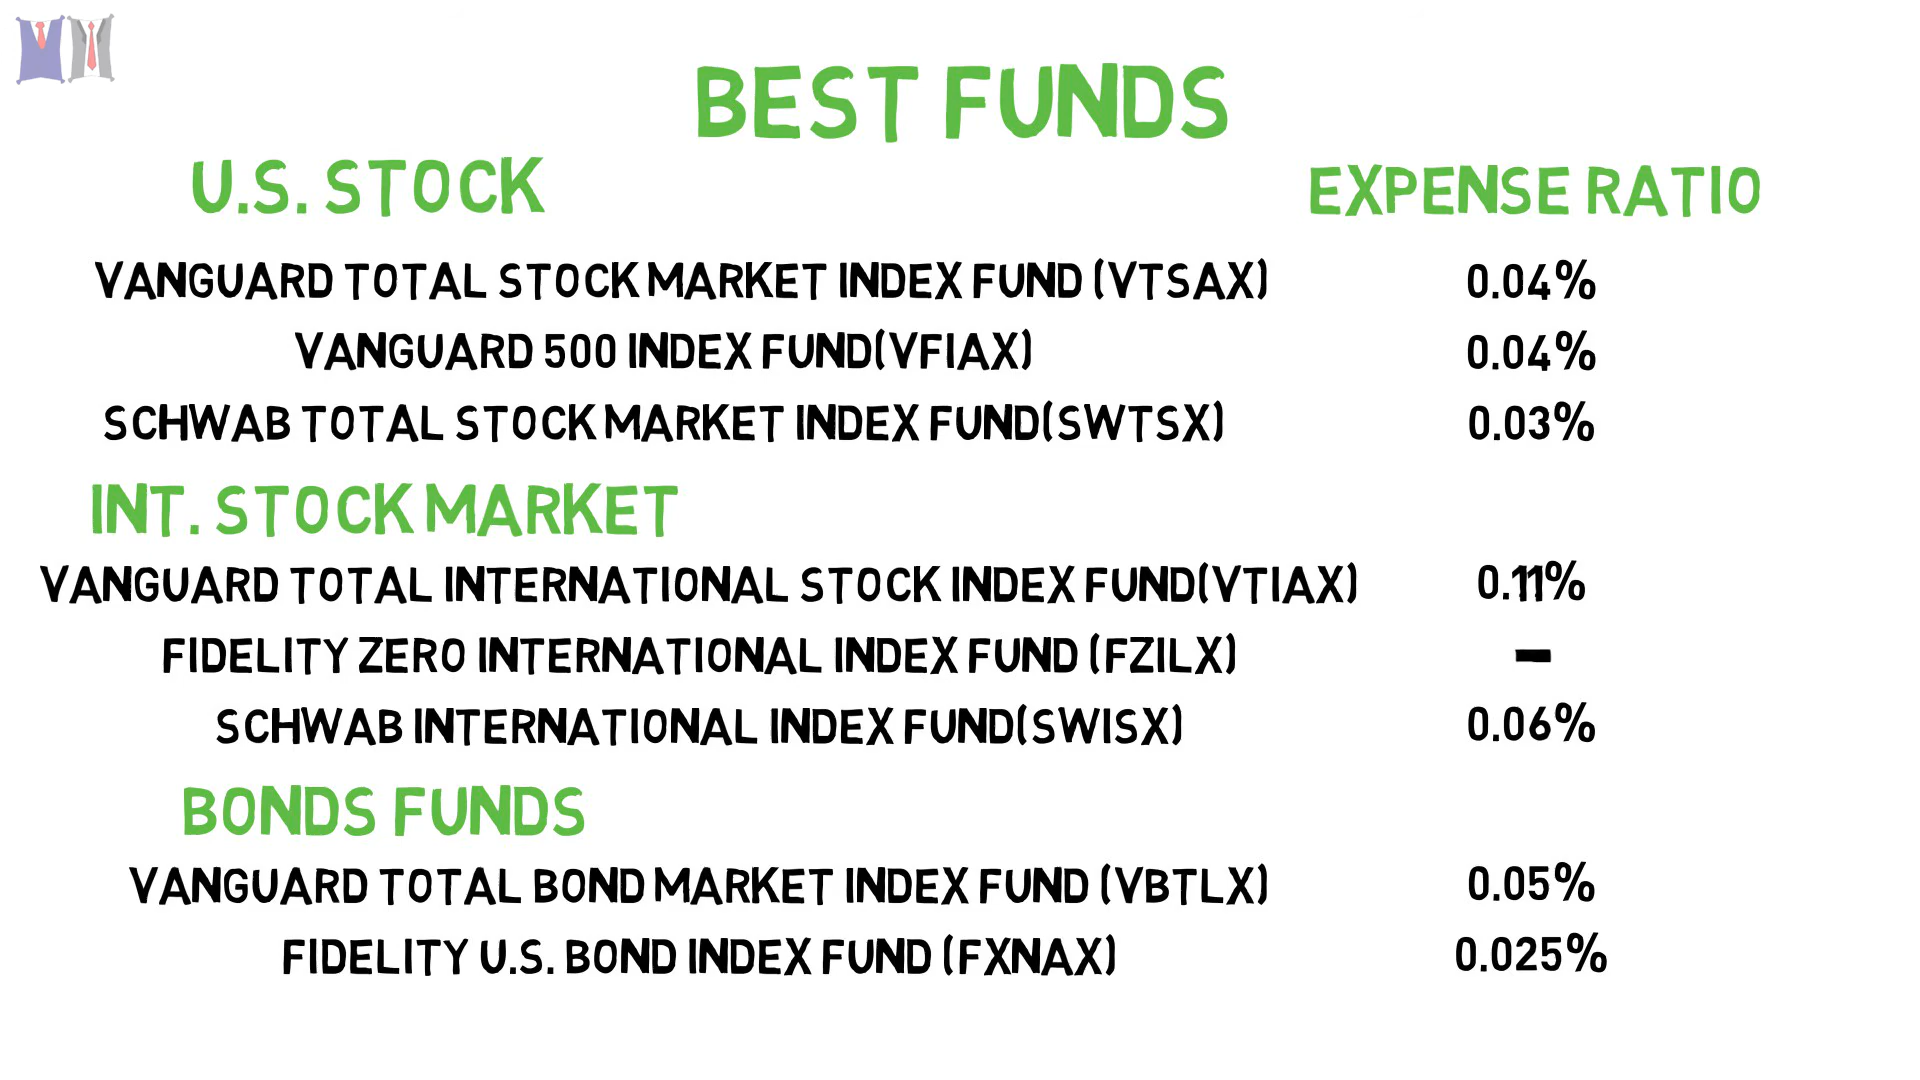 BEST FUNDS
U.S. STOCK EXPENSE RATIO
VANGUARD TOTAL STOCK MARKET INDEX FUND (VTSAX) 0.04%
VANGUARD 500 INDEX FUND(VFIAX) 0.04%
SCHWAB TOTAL STOCK MARKET INDEX FUND(SWTSX) 0.03%
INT. STOCK MARKET
VANGUARD TOTAL INTERNATIONAL STOCK INDEX FUND(VTIAX) 0.11%
FIDELITY ZERO INTERNATIONAL INDEX FUND (FZILX) -
SCHWAB INTERNATIONAL INDEX FUND(SWISX) 0.06%
BONDS FUNDS
VANGUARD TOTAL BOND MARKET INDEX FUND (VBTLX) 0.05%
FIDELITY U.S. BOND INDEX FUND (FXNAX) 0.025%